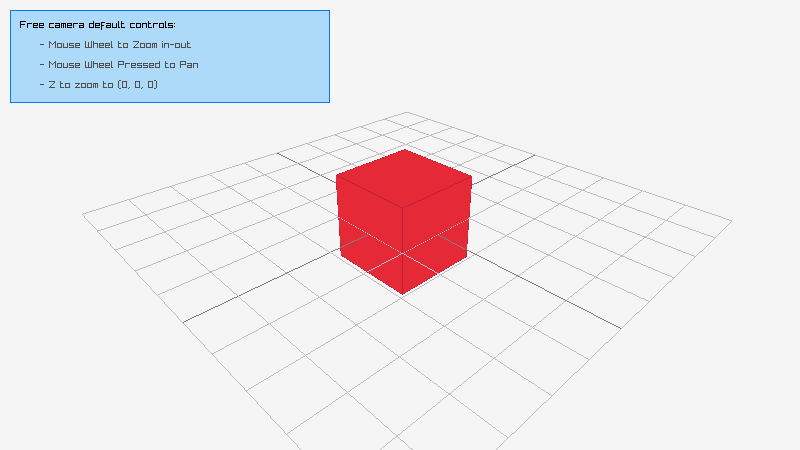 Free camera default controls:
- Mouse Wheel to Zoom in-out
- Mouse Wheel Pressed to Pan
- Z to zoom to (0, 0, 0)